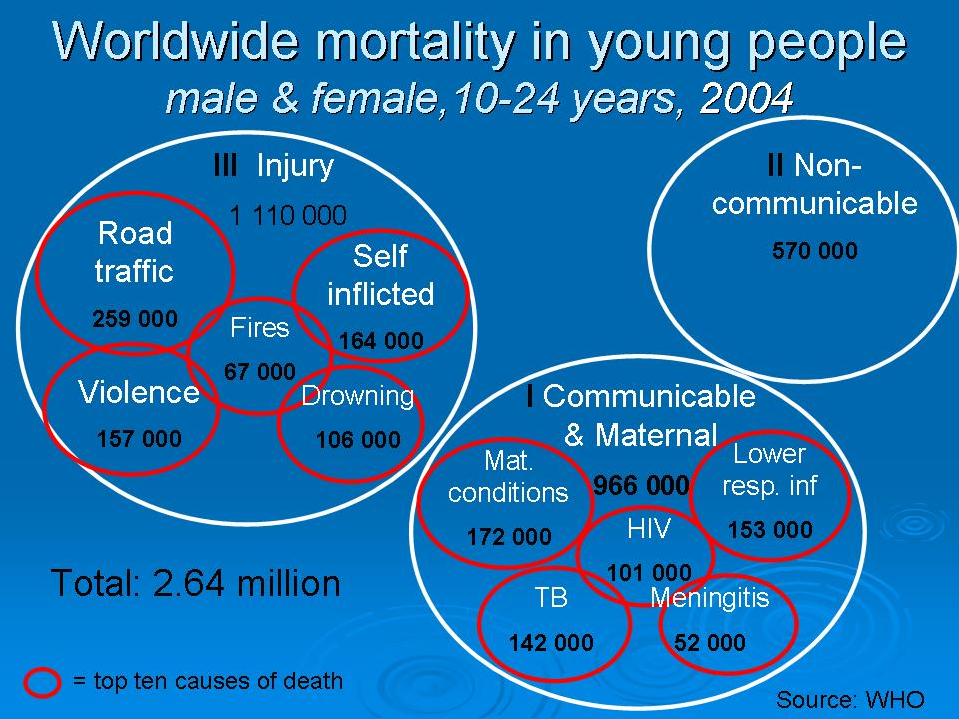 Worldwide mortality in young people
male & female,10-24 years, 2004
III Injury
1 110 000
Road
traffic
259 000
Self
inflicted
164 000
Fires
67 000
Violence
157 000
Drowning
106 000
II Non-
communicable
570 000
I Communicable
& Maternal
966 000
Mat.
conditions
172 000
Lower
resp. inf
153 000
HIV
101 000
TB
142 000
Meningitis
52 000
Total: 2.64 million
= top ten causes of death
Source: WHO